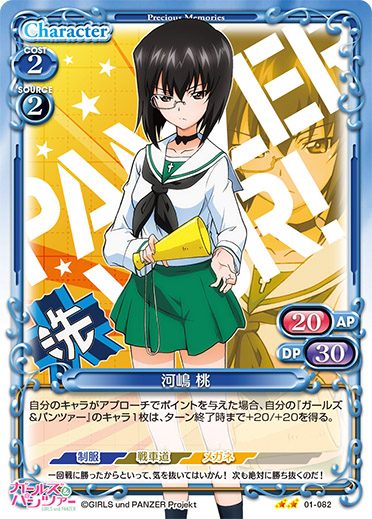 Precious Memories
Character
COST
2
SOURCE
2
PANZER
洗
20 AP
DP 30
河嶋 桃
自分のキャラがアプローチでポイントを与えた場合、自分の『ガールズ
&パンツァー』のキャラ1枚は、ターン終了時まで+20/+20を得る。
制服 戦車道 メガネ
一回戦に勝ったからといって、気を抜いてはいかん! 次も絶対に勝ち抜くのだ!
ガールズ&
パンツァー
GIRLS und PANZER
©GIRLS und PANZER Projekt
01-082